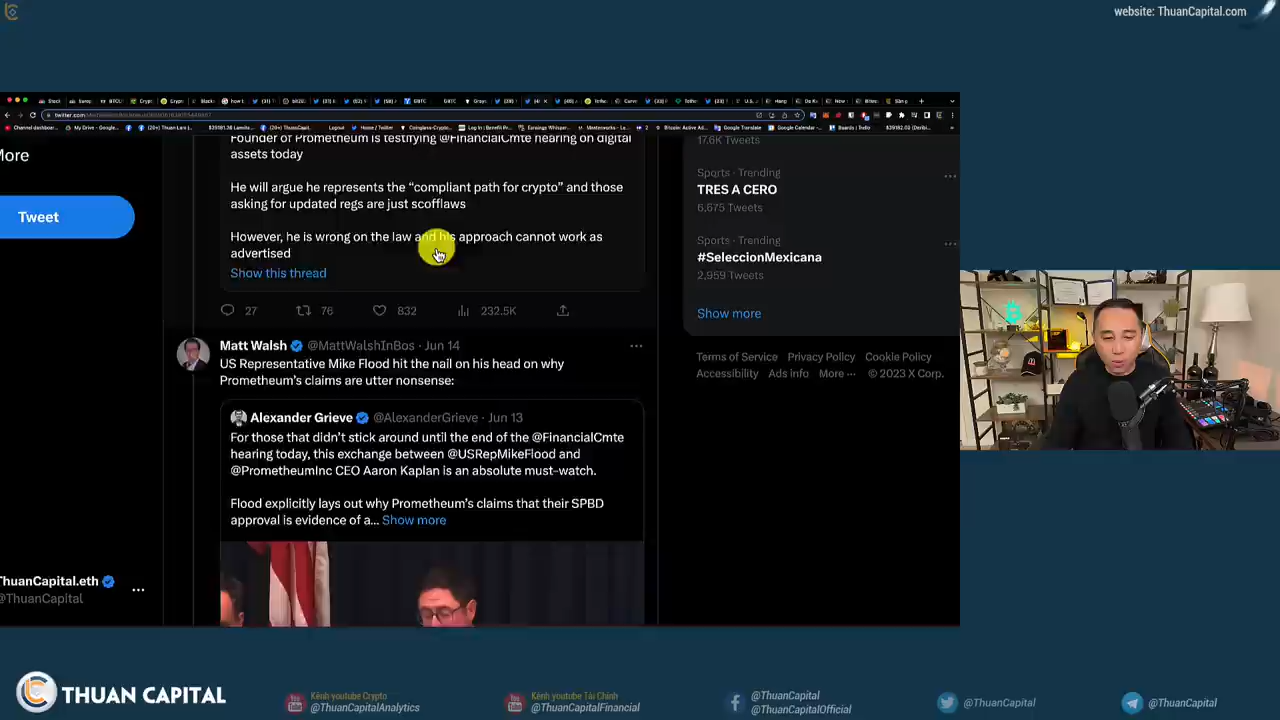 website: ThuanCapital.com
Founder of Prometheum is testifying @FinancialCmte hearing on digital
assets today
He will argue he represents the “compliant path for crypto” and those
asking for updated regs are just scofflaws
However, he is wrong on the law and his approach cannot work as
advertised
Show this thread
27
76
832
232.5K
Matt Walsh @MattWalshInBos · Jun 14
US Representative Mike Flood hit the nail on his head on why
Prometheum’s claims are utter nonsense:
Alexander Grieve @AlexanderGrieve · Jun 13
For those that didn’t stick around until the end of the @FinancialCmte
hearing today, this exchange between @USRepMikeFlood and
@PrometheumInc CEO Aaron Kaplan is an absolute must-watch.
Flood explicitly lays out why Prometheum’s claims that their SPBD
approval is evidence of a... Show more
More
Tweet
ThuanCapital.eth
@ThuanCapital
17.6K Tweets
Sports · Trending
TRES A CERO
6,675 Tweets
Sports · Trending
#SeleccionMexicana
2,959 Tweets
Show more
Terms of Service Privacy Policy Cookie Policy
Accessibility Ads info More ··· © 2023 X Corp.
THUAN CAPITAL
Kênh youtube Crypto
@ThuanCapitalAnalytics
Kênh youtube Tài Chính
@ThuanCapitalFinancial
@ThuanCapital
@ThuanCapitalOfficial
@ThuanCapital
@ThuanCapital